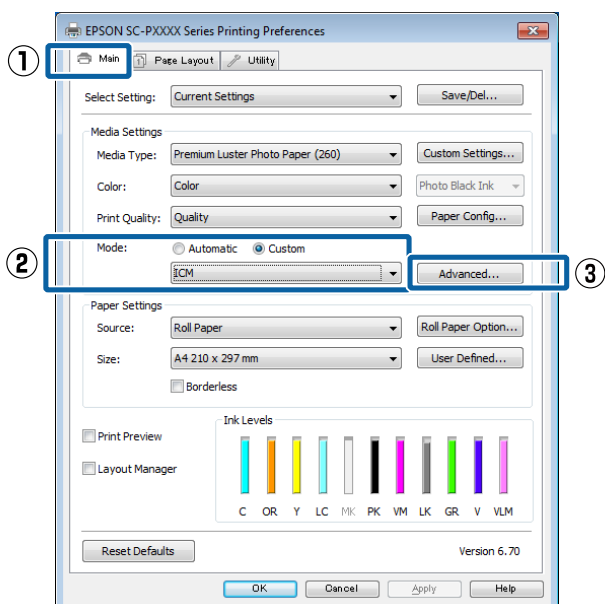 EPSON SC-PXXXX Series Printing Preferences
① Main Page Layout Utility
Select Setting: Current Settings Save/Del...
Media Settings
Media Type: Premium Luster Photo Paper (260) Custom Settings...
Color: Color Photo Black Ink
Print Quality: Quality Paper Config...
② Mode: Automatic Custom
ICM Advanced... ③
Paper Settings
Source: Roll Paper Roll Paper Option...
Size: A4 210 x 297 mm User Defined...
Borderless
Ink Levels
Print Preview
Layout Manager
C OR Y LC MK PK VM LK GR V VLM
Reset Defaults Version 6.70
OK Cancel Apply Help